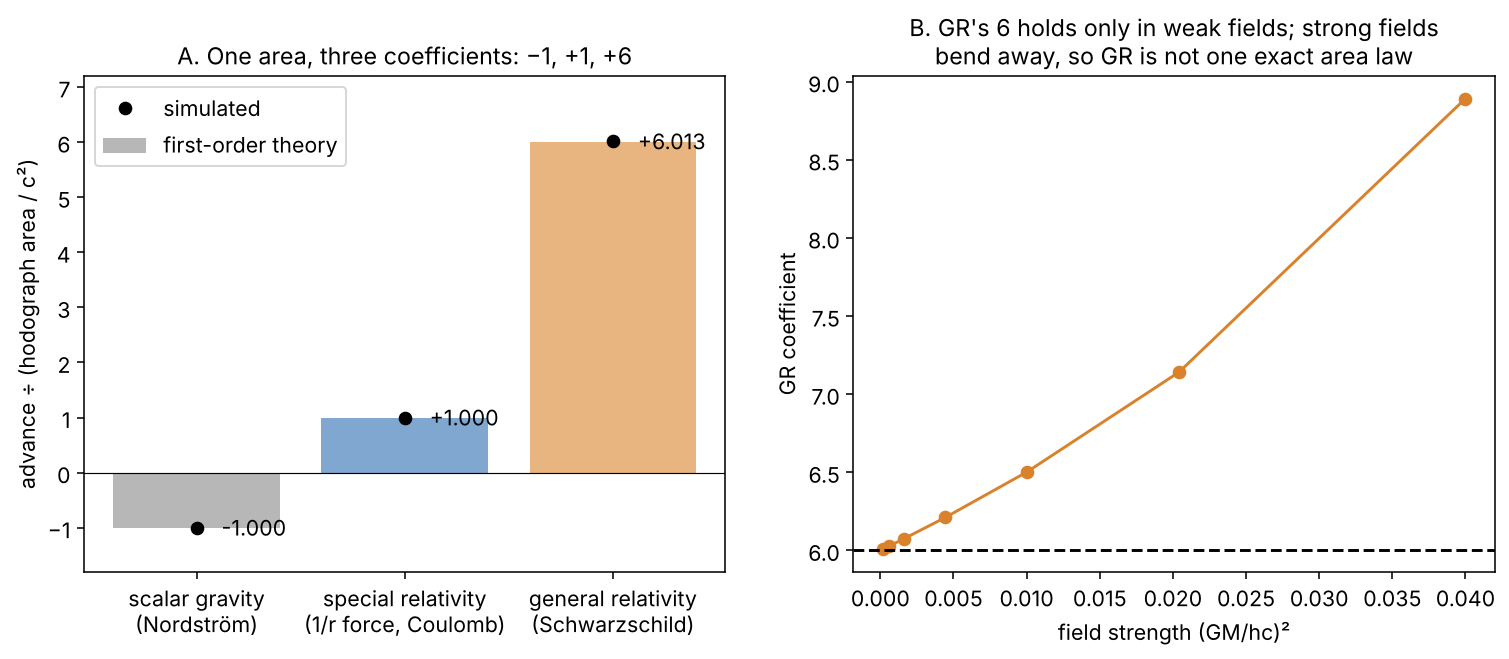 A. One area, three coefficients: −1, +1, +6
advance ÷ (hodograph area / c²)
7
6
5
4
3
2
1
0
−1
simulated
first-order theory
-1.000
+1.000
+6.013
scalar gravity
(Nordström)
special relativity
(1/r force, Coulomb)
general relativity
(Schwarzschild)
B. GR's 6 holds only in weak fields; strong fields
bend away, so GR is not one exact area law
GR coefficient
9.0
8.5
8.0
7.5
7.0
6.5
6.0
0.000 0.005 0.010 0.015 0.020 0.025 0.030 0.035 0.040
field strength (GM/hc)²